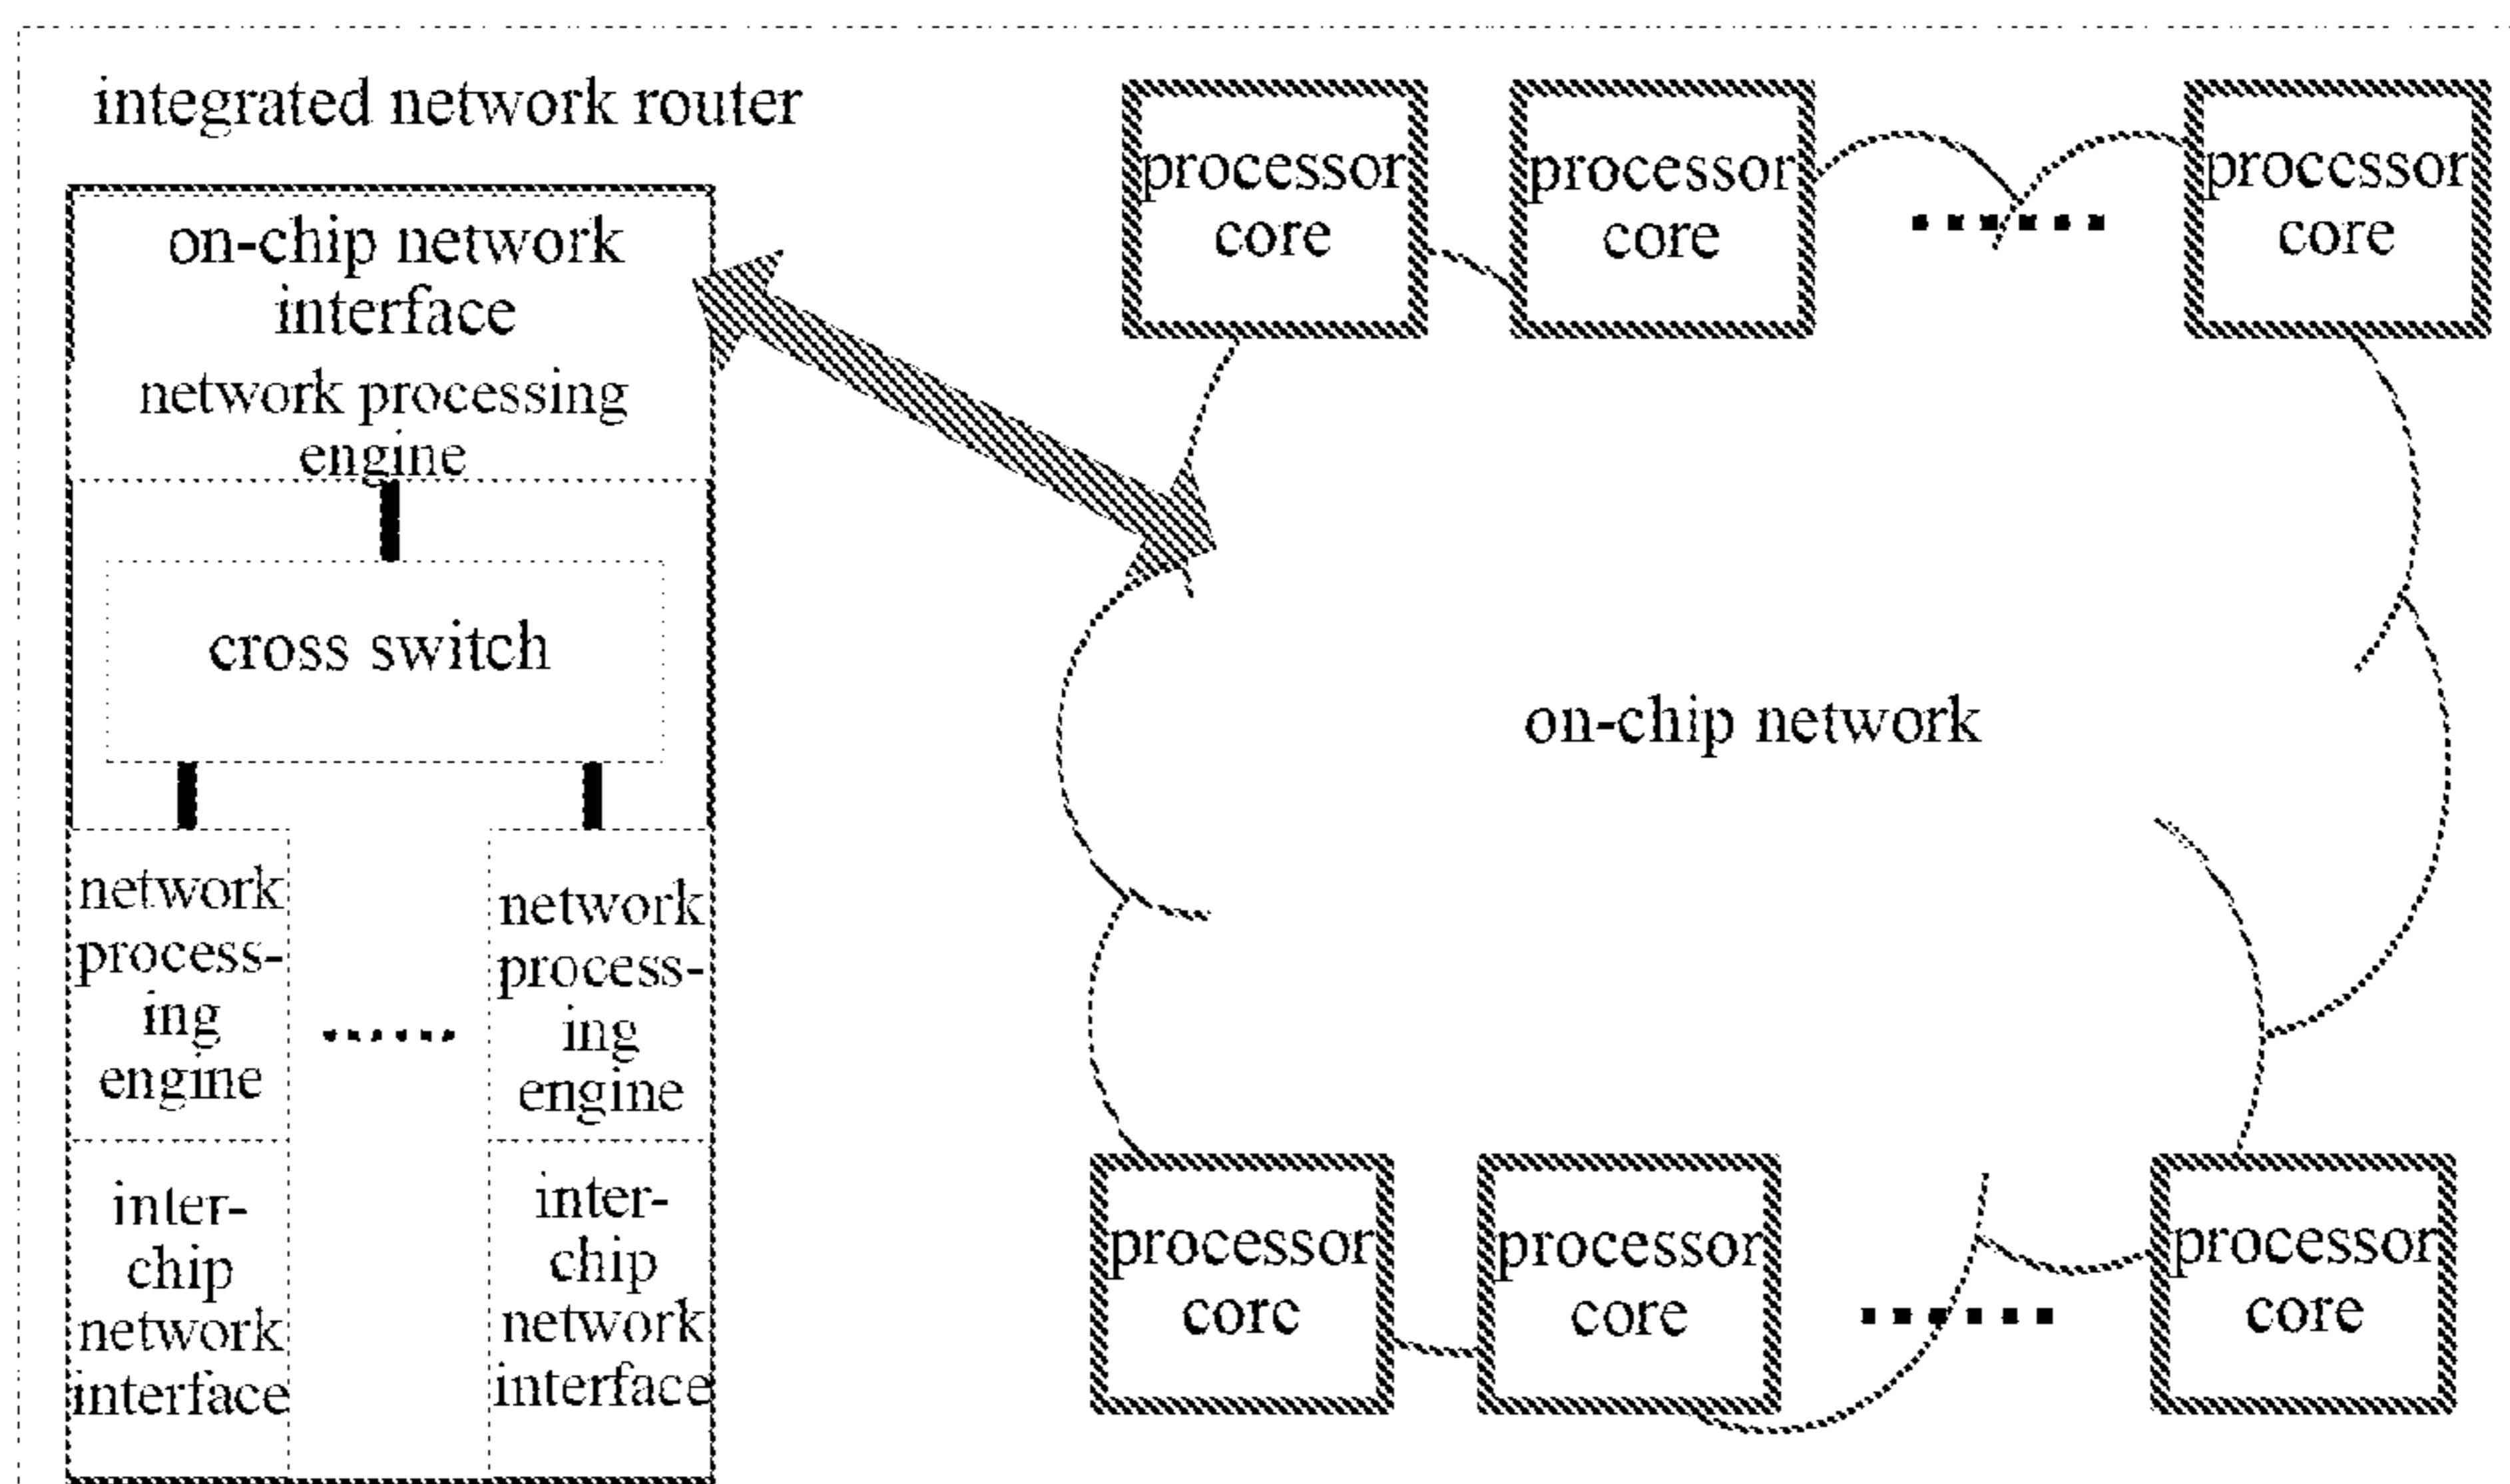 integrated network router
on-chip network
interface
network processing
engine
cross switch
network
process-
ing
engine
inter-
chip
network
interface
network
process-
ing
engine
inter-
chip
network
interface
processor
core
processor
core
processor
core
on-chip network
processor
core
processor
core
processor
core